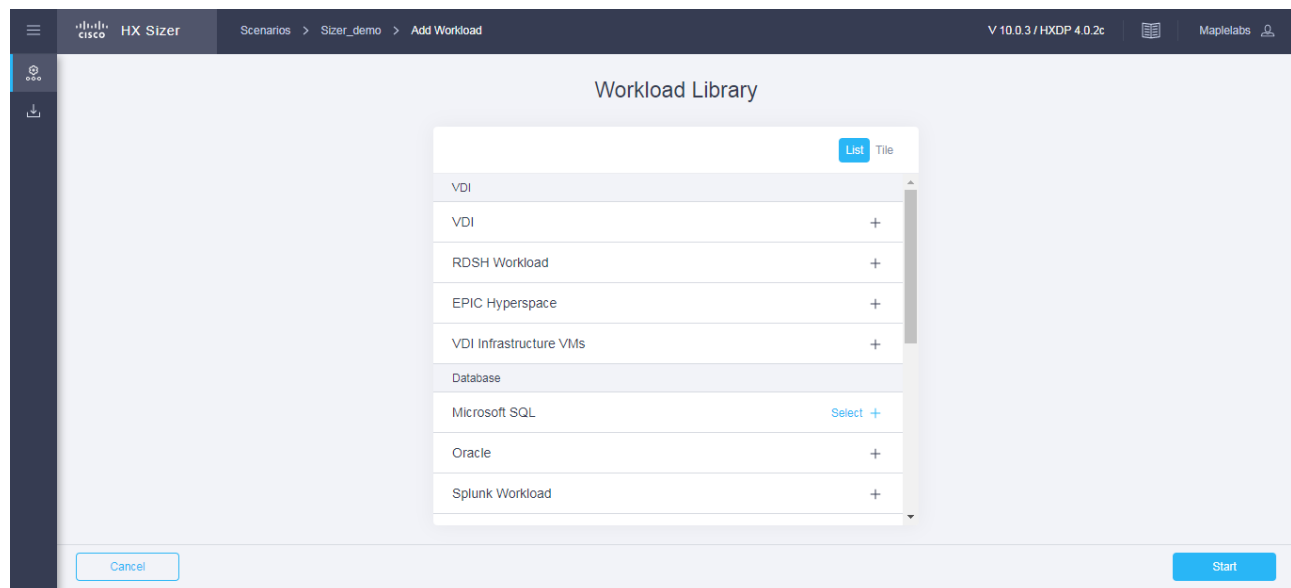 cisco HX Sizer Scenarios > Sizer_demo > Add Workload V 10.0.3 / HXDP 4.0.2c Maplelabs
Workload Library
List Tile
VDI
VDI
RDSH Workload
EPIC Hyperspace
VDI Infrastructure VMs
Database
Microsoft SQL Select +
Oracle
Splunk Workload
Cancel Start